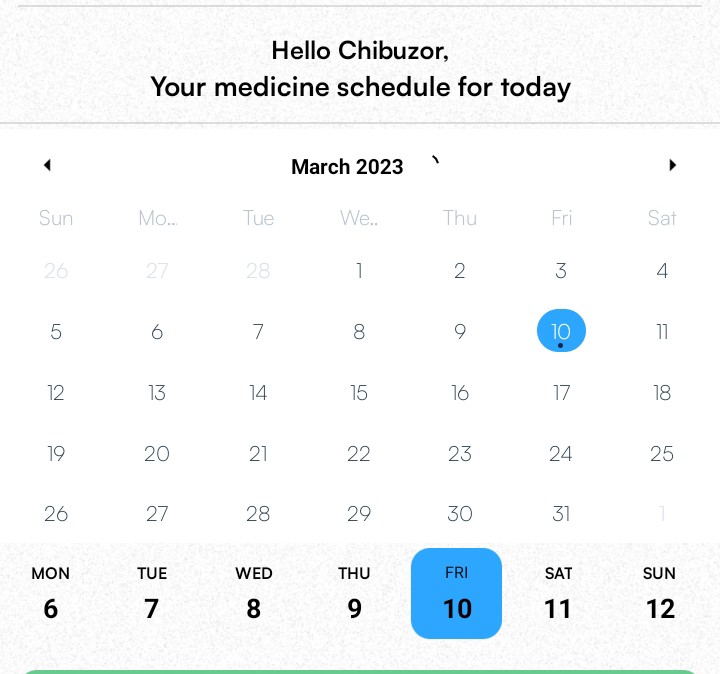 Hello Chibuzor,
Your medicine schedule for today
March 2023
Sun Mo... Tue We.. Thu Fri Sat
26 27 28 1 2 3 4
5 6 7 8 9 10 11
12 13 14 15 16 17 18
19 20 21 22 23 24 25
26 27 28 29 30 31 1
MON TUE WED THU FRI SAT SUN
6 7 8 9 10 11 12